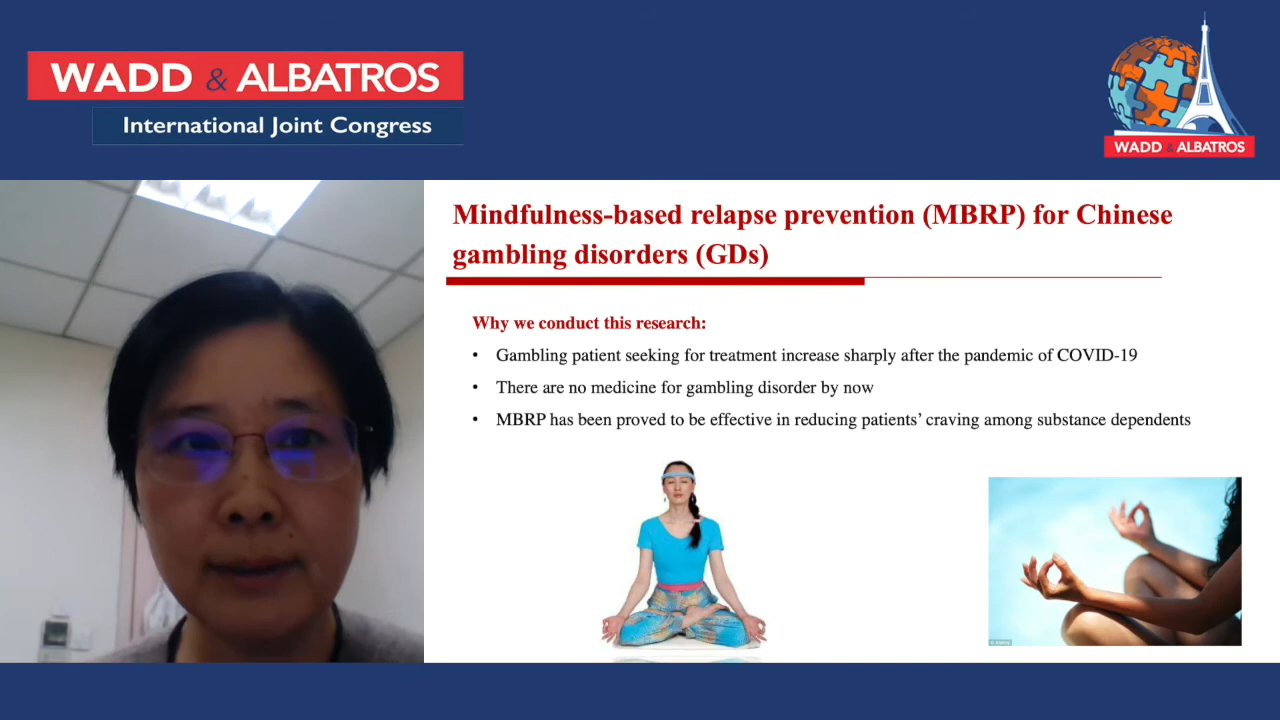 WADD & ALBATROS
International Joint Congress
WADD & ALBATROS
Mindfulness-based relapse prevention (MBRP) for Chinese
gambling disorders (GDs)
Why we conduct this research:
• Gambling patient seeking for treatment increase sharply after the pandemic of COVID-19
• There are no medicine for gambling disorder by now
• MBRP has been proved to be effective in reducing patients’ craving among substance dependents